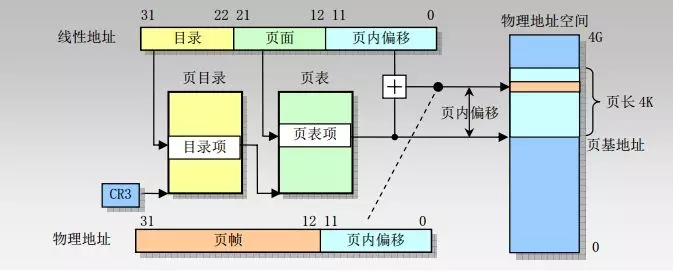 31 22 21 12 11 0
线性地址 目录 页面 页内偏移
物理地址空间
4G
页目录 页表
目录项 页表项
页内偏移
页长 4K
页基地址
CR3
31 12 11 0
物理地址 页帧 页内偏移
0